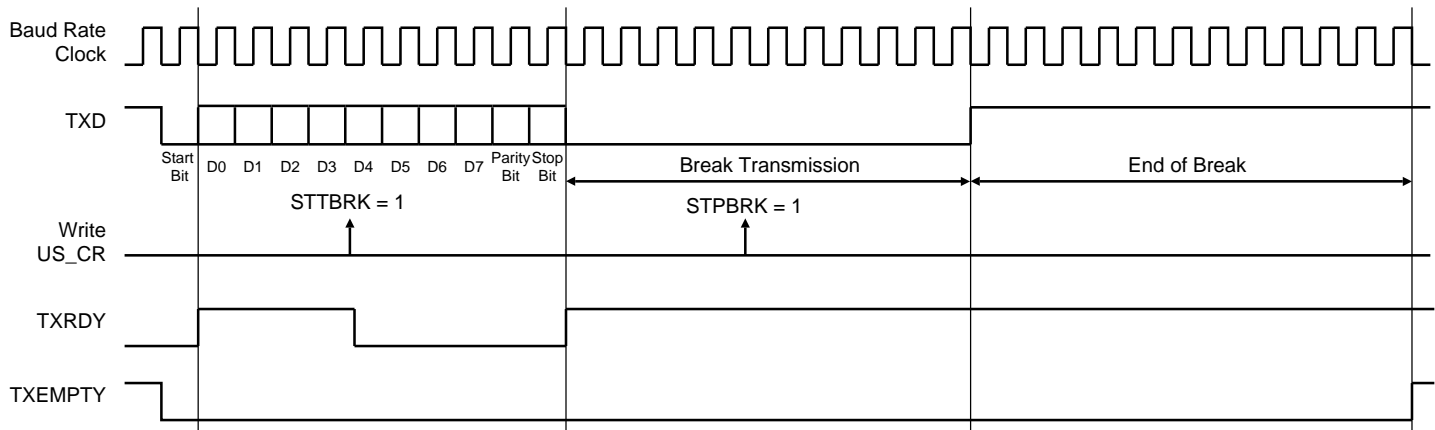 Baud Rate
Clock
TXD
Start
Bit
D0 D1 D2 D3 D4 D5 D6 D7
Parity
Bit
Stop
Bit
Break Transmission
End of Break
STTBRK = 1
STPBRK = 1
Write
US_CR
TXRDY
TXEMPTY